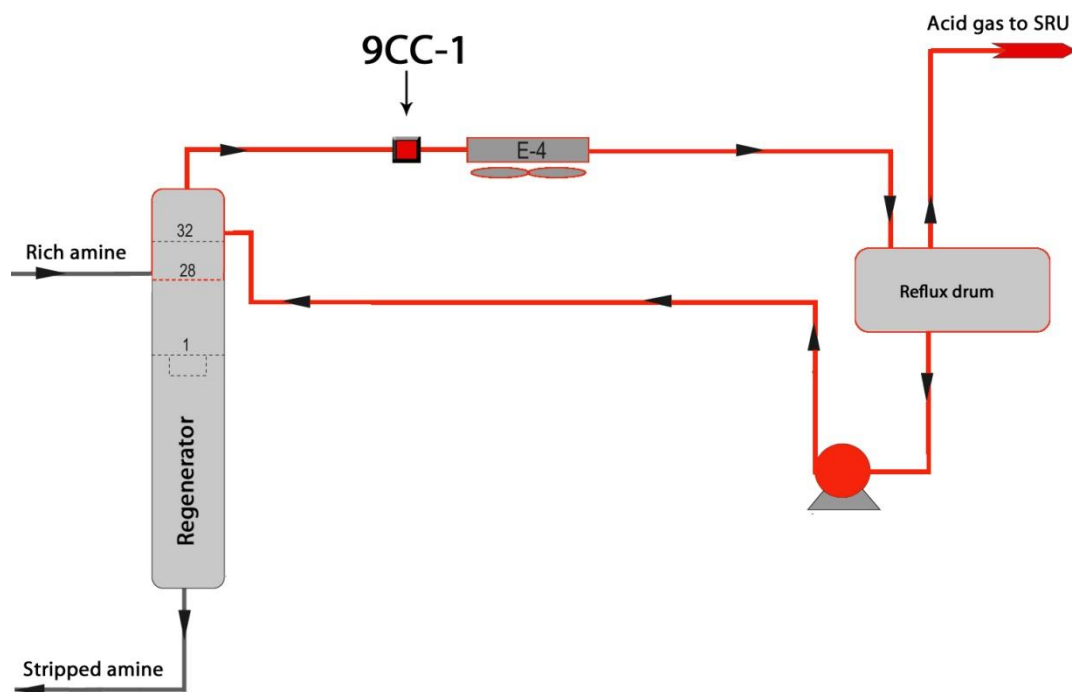 Acid gas to SRU
9CC-1
E-4
32
Rich amine
28
Reflux drum
1
Regenerator
Stripped amine